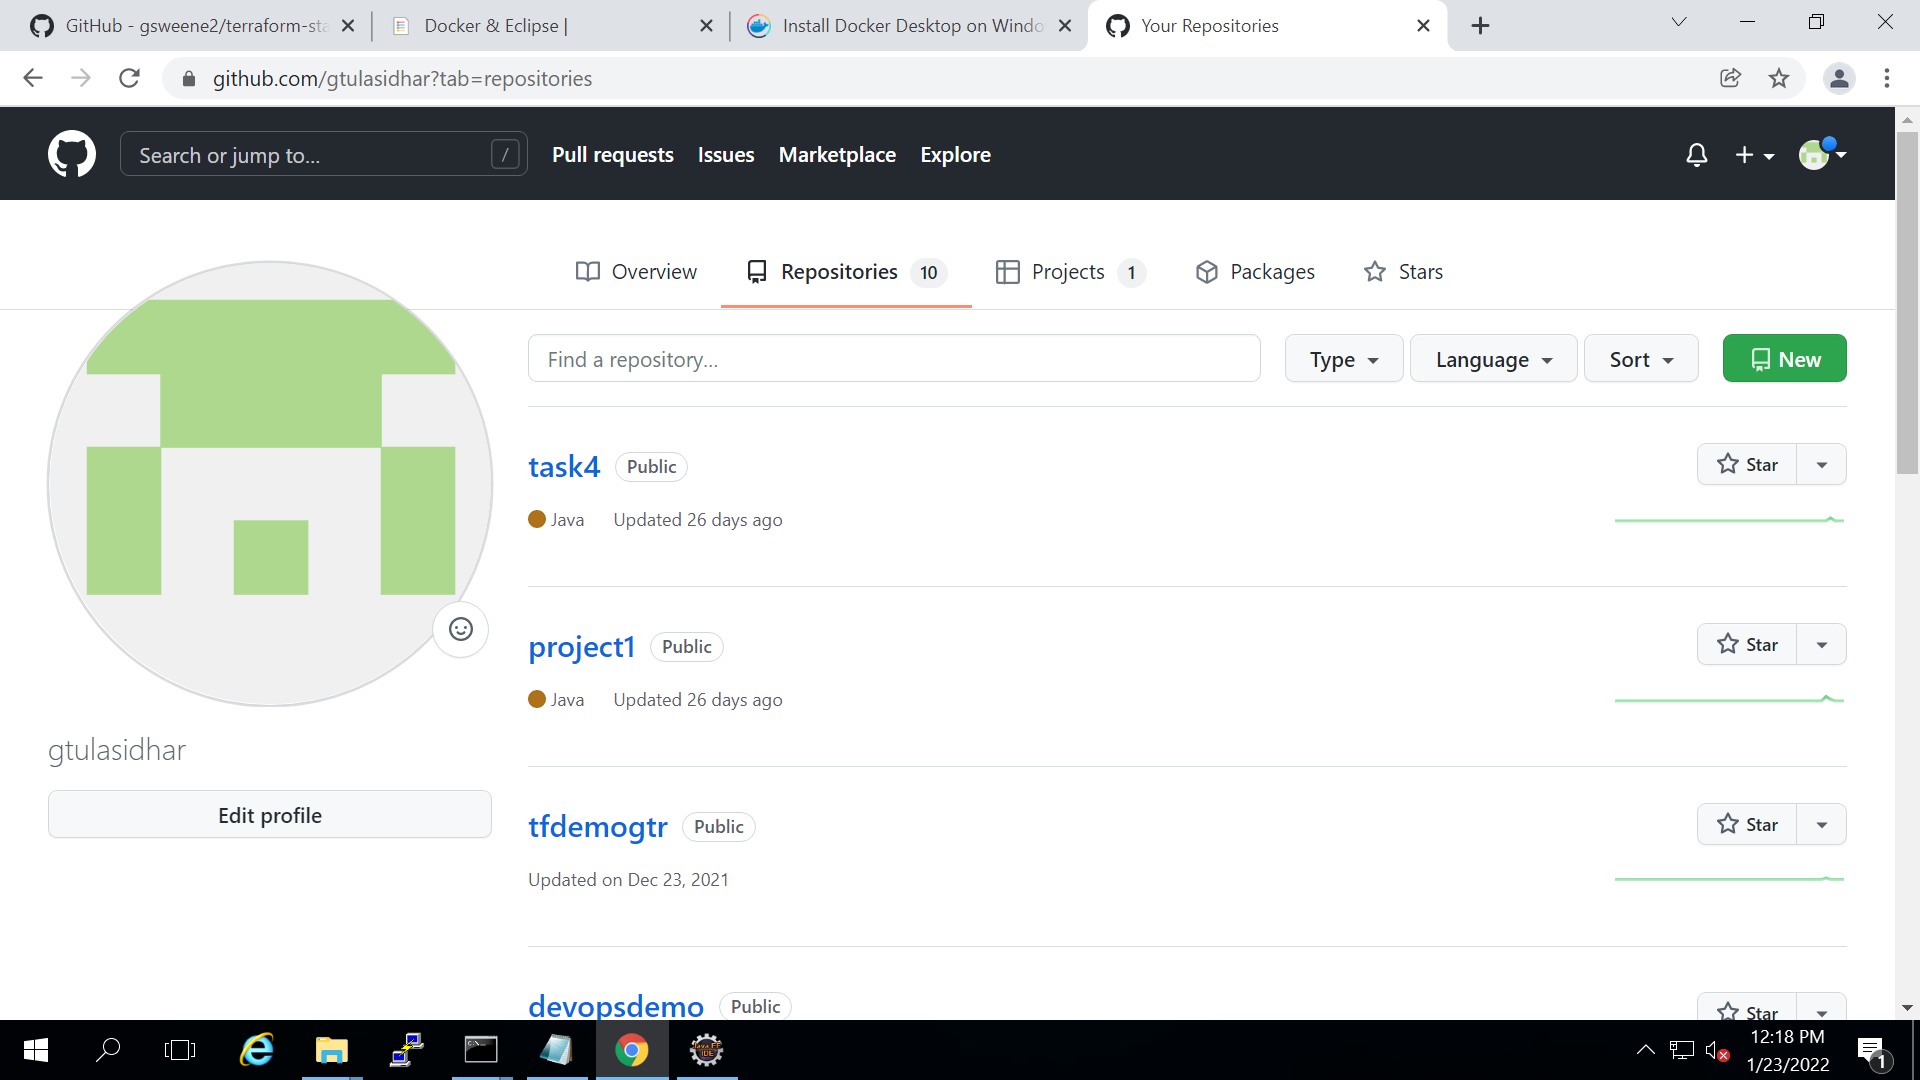 GitHub - gsweene2/terraform-sta
Docker & Eclipse |
Install Docker Desktop on Windo
Your Repositories
github.com/gtulasidhar?tab=repositories
Search or jump to... /
Pull requests Issues Marketplace Explore
Overview Repositories 10 Projects 1 Packages Stars
Find a repository... Type Language Sort New
task4 Public Star
Java Updated 26 days ago
project1 Public Star
Java Updated 26 days ago
gtulasidhar
Edit profile
tfdemogtr Public Star
Updated on Dec 23, 2021
devopsdemo Public Star
12:18 PM
1/23/2022
1
Java EE
IDE